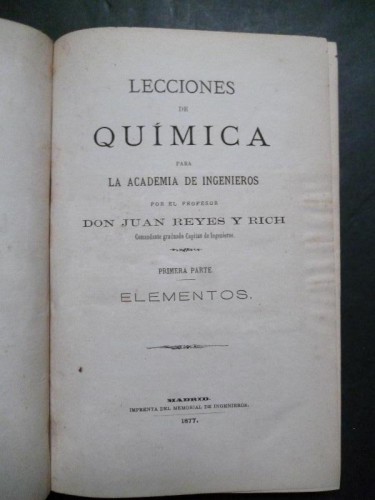 LECCIONES
DE
QUÍMICA
PARA
LA ACADEMIA DE INGENIEROS
POR EL PROFESOR
DON JUAN REYES Y RICH
Comandante graduado Capitan de Ingenieros.
PRIMERA PARTE.
ELEMENTOS.
MADRID.
IMPRENTA DEL MEMORIAL DE INGENIEROS.
1877.